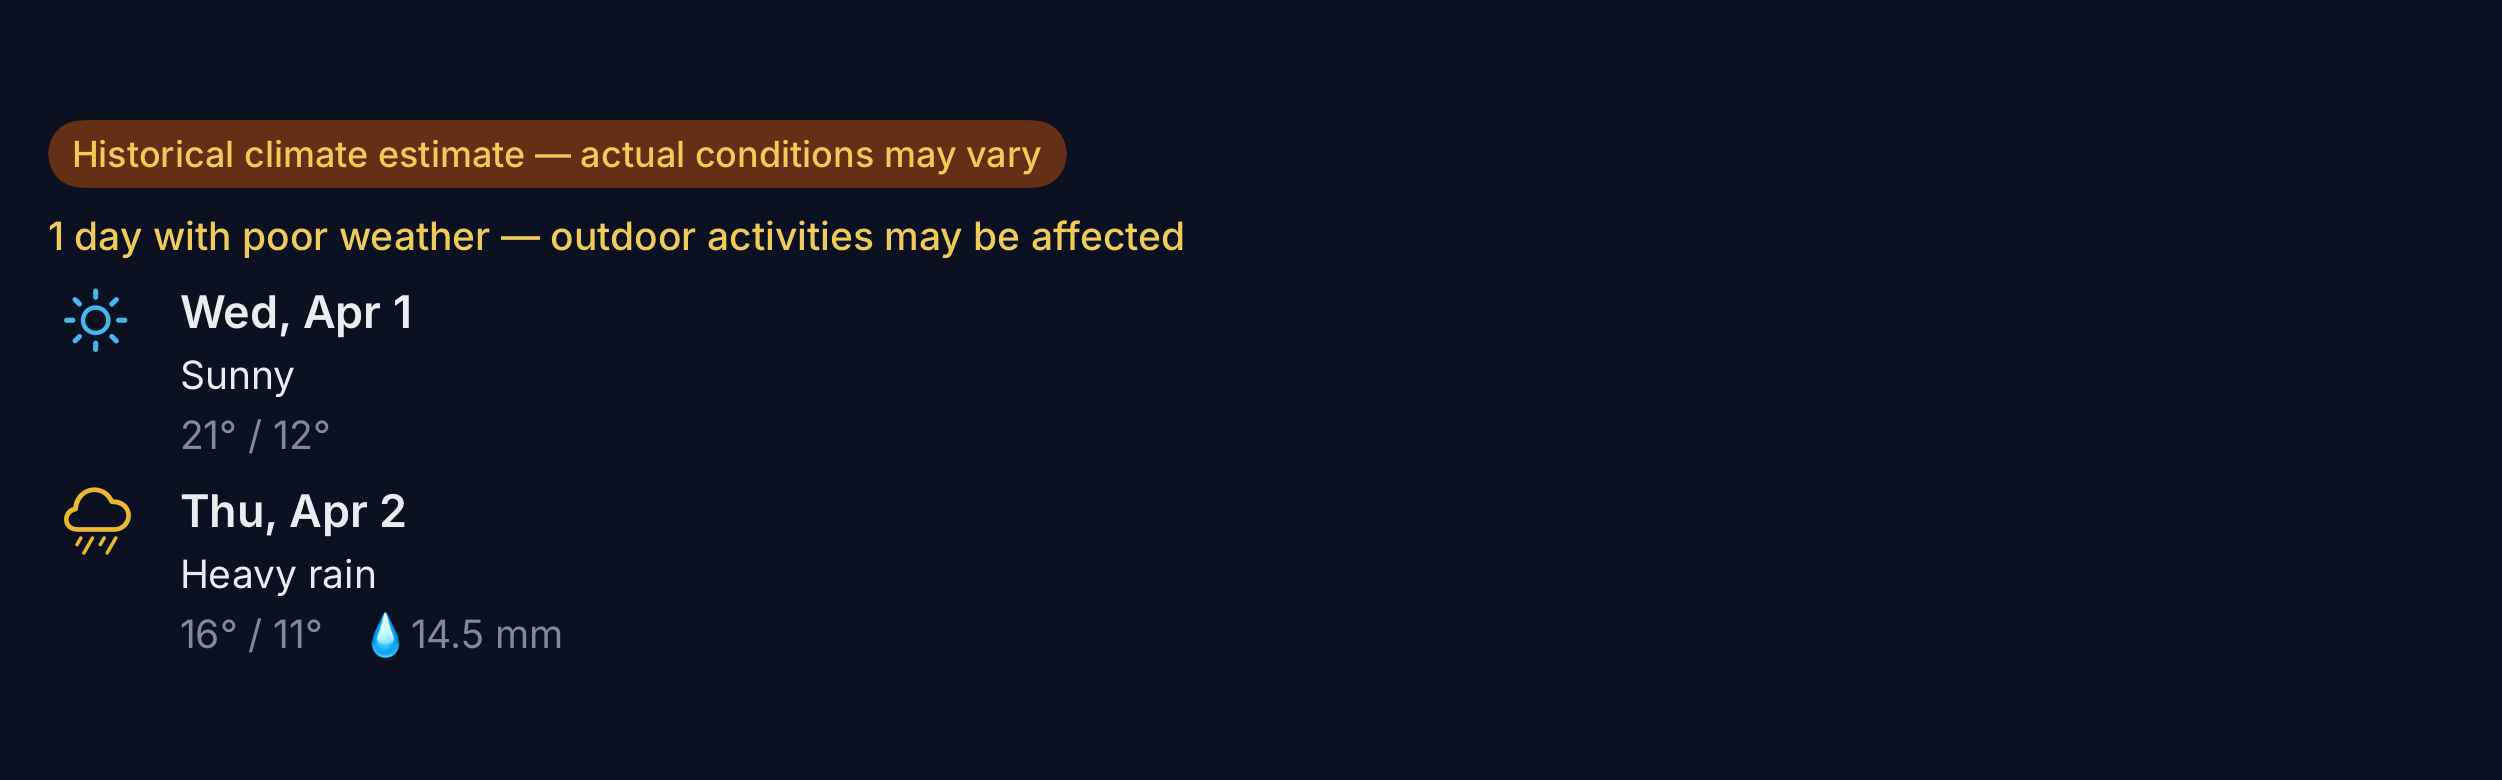 Historical climate estimate — actual conditions may vary
1 day with poor weather — outdoor activities may be affected
Wed, Apr 1
Sunny
21° / 12°
Thu, Apr 2
Heavy rain
16° / 11° 💧14.5 mm